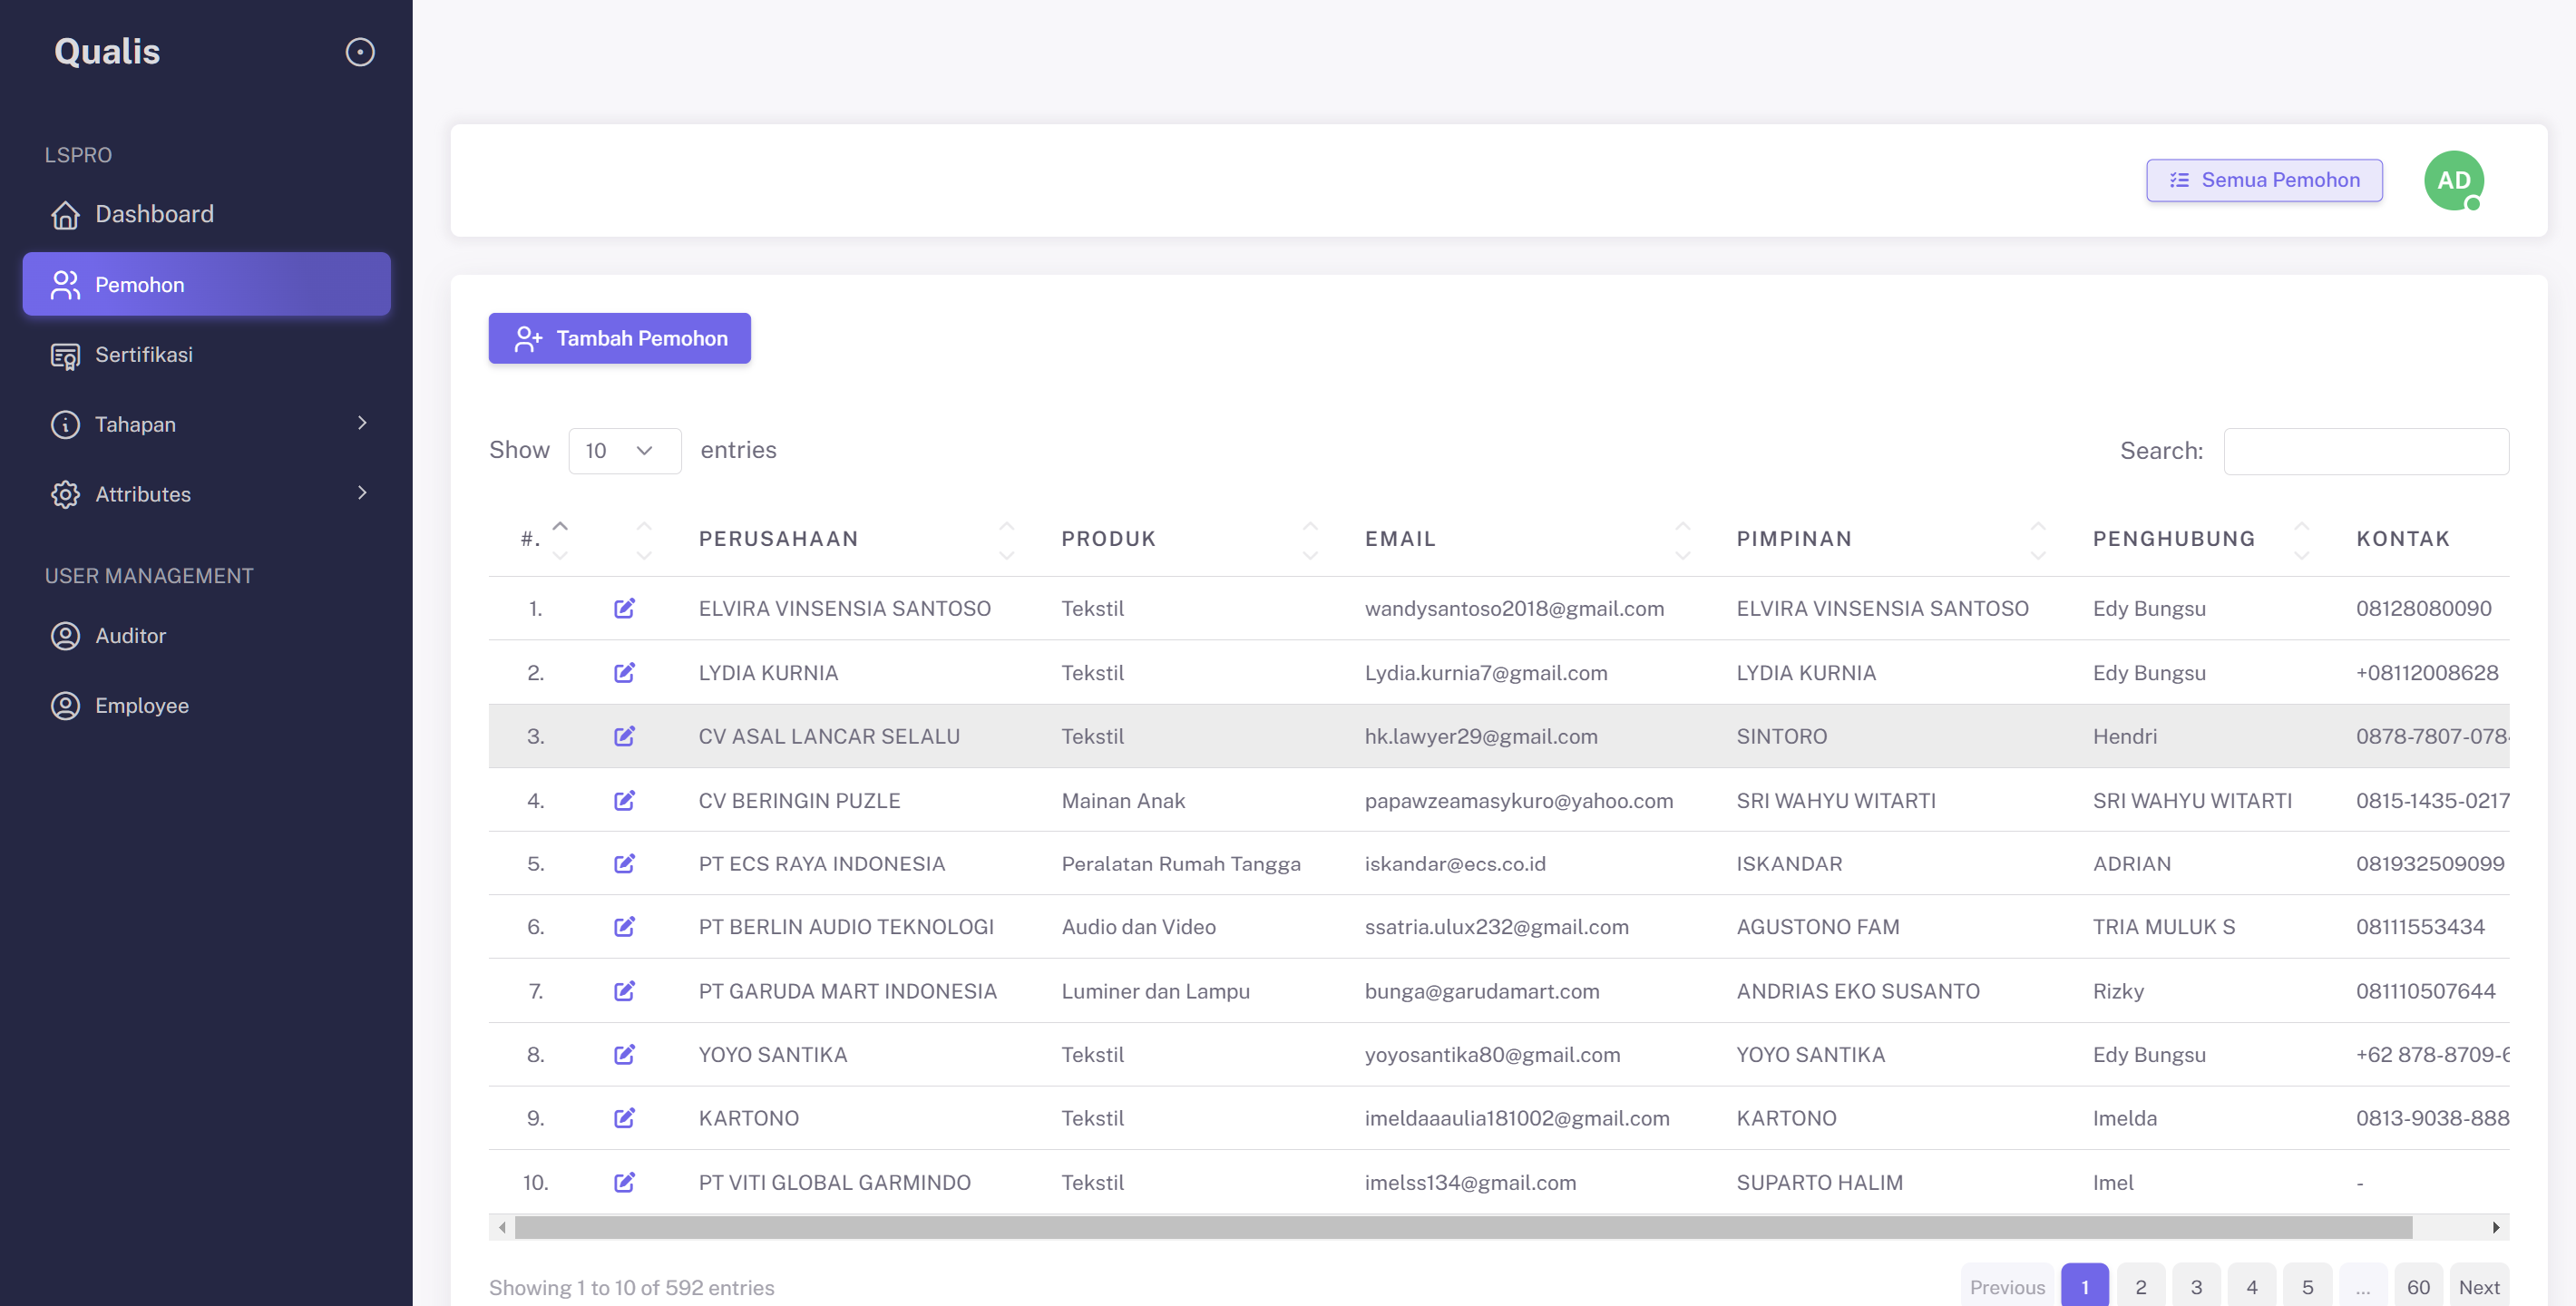 Qualis
LSPRO
Dashboard
Pemohon
Sertifikasi
Tahapan
Attributes
USER MANAGEMENT
Auditor
Employee
Semua Pemohon AD
Tambah Pemohon
Show 10 entries Search:
#. PERUSAHAAN PRODUK EMAIL PIMPINAN PENGHUBUNG KONTAK
1. ELVIRA VINSENSIA SANTOSO Tekstil wandysantoso2018@gmail.com ELVIRA VINSENSIA SANTOSO Edy Bungsu 08128080090
2. LYDIA KURNIA Tekstil Lydia.kurnia7@gmail.com LYDIA KURNIA Edy Bungsu +08112008628
3. CV ASAL LANCAR SELALU Tekstil hk.lawyer29@gmail.com SINTORO Hendri 0878-7807-078
4. CV BERINGIN PUZLE Mainan Anak papawzeamasykuro@yahoo.com SRI WAHYU WITARTI SRI WAHYU WITARTI 0815-1435-0217
5. PT ECS RAYA INDONESIA Peralatan Rumah Tangga iskandar@ecs.co.id ISKANDAR ADRIAN 081932509099
6. PT BERLIN AUDIO TEKNOLOGI Audio dan Video ssatria.ulux232@gmail.com AGUSTONO FAM TRIA MULUK S 08111553434
7. PT GARUDA MART INDONESIA Luminer dan Lampu bunga@garudamart.com ANDRIAS EKO SUSANTO Rizky 081110507644
8. YOYO SANTIKA Tekstil yoyosantika80@gmail.com YOYO SANTIKA Edy Bungsu +62 878-8709-
9. KARTONO Tekstil imeldaaaulia181002@gmail.com KARTONO Imelda 0813-9038-888
10. PT VITI GLOBAL GARMINDO Tekstil imelss134@gmail.com SUPARTO HALIM Imel -
Showing 1 to 10 of 592 entries Previous 1 2 3 4 5 ... 60 Next